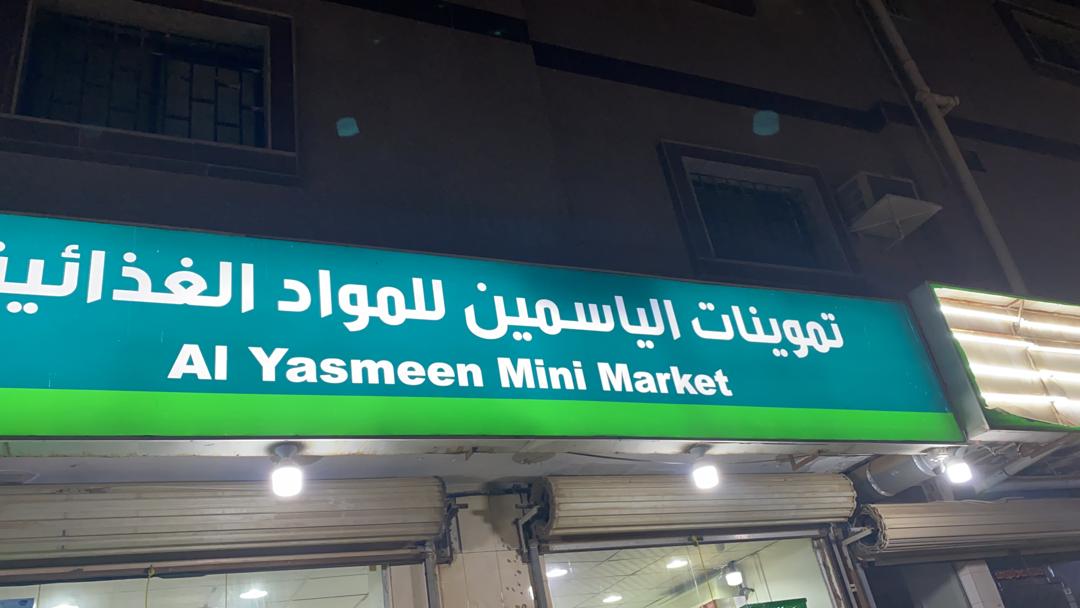 تموينات الياسمين للمواد الغذائية
Al Yasmeen Mini Market